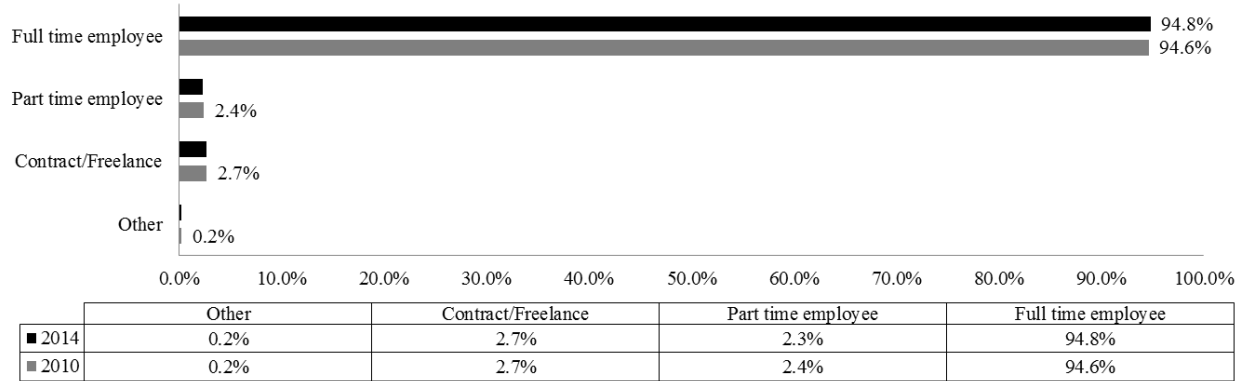 94.8%
Full time employee
94.6%
Part time employee
2.4%
Contract/Freelance
2.7%
Other
0.2%
0.0% 10.0% 20.0% 30.0% 40.0% 50.0% 60.0% 70.0% 80.0% 90.0% 100.0%
Other Contract/Freelance Part time employee Full time employee
2014 0.2% 2.7% 2.3% 94.8%
2010 0.2% 2.7% 2.4% 94.6%